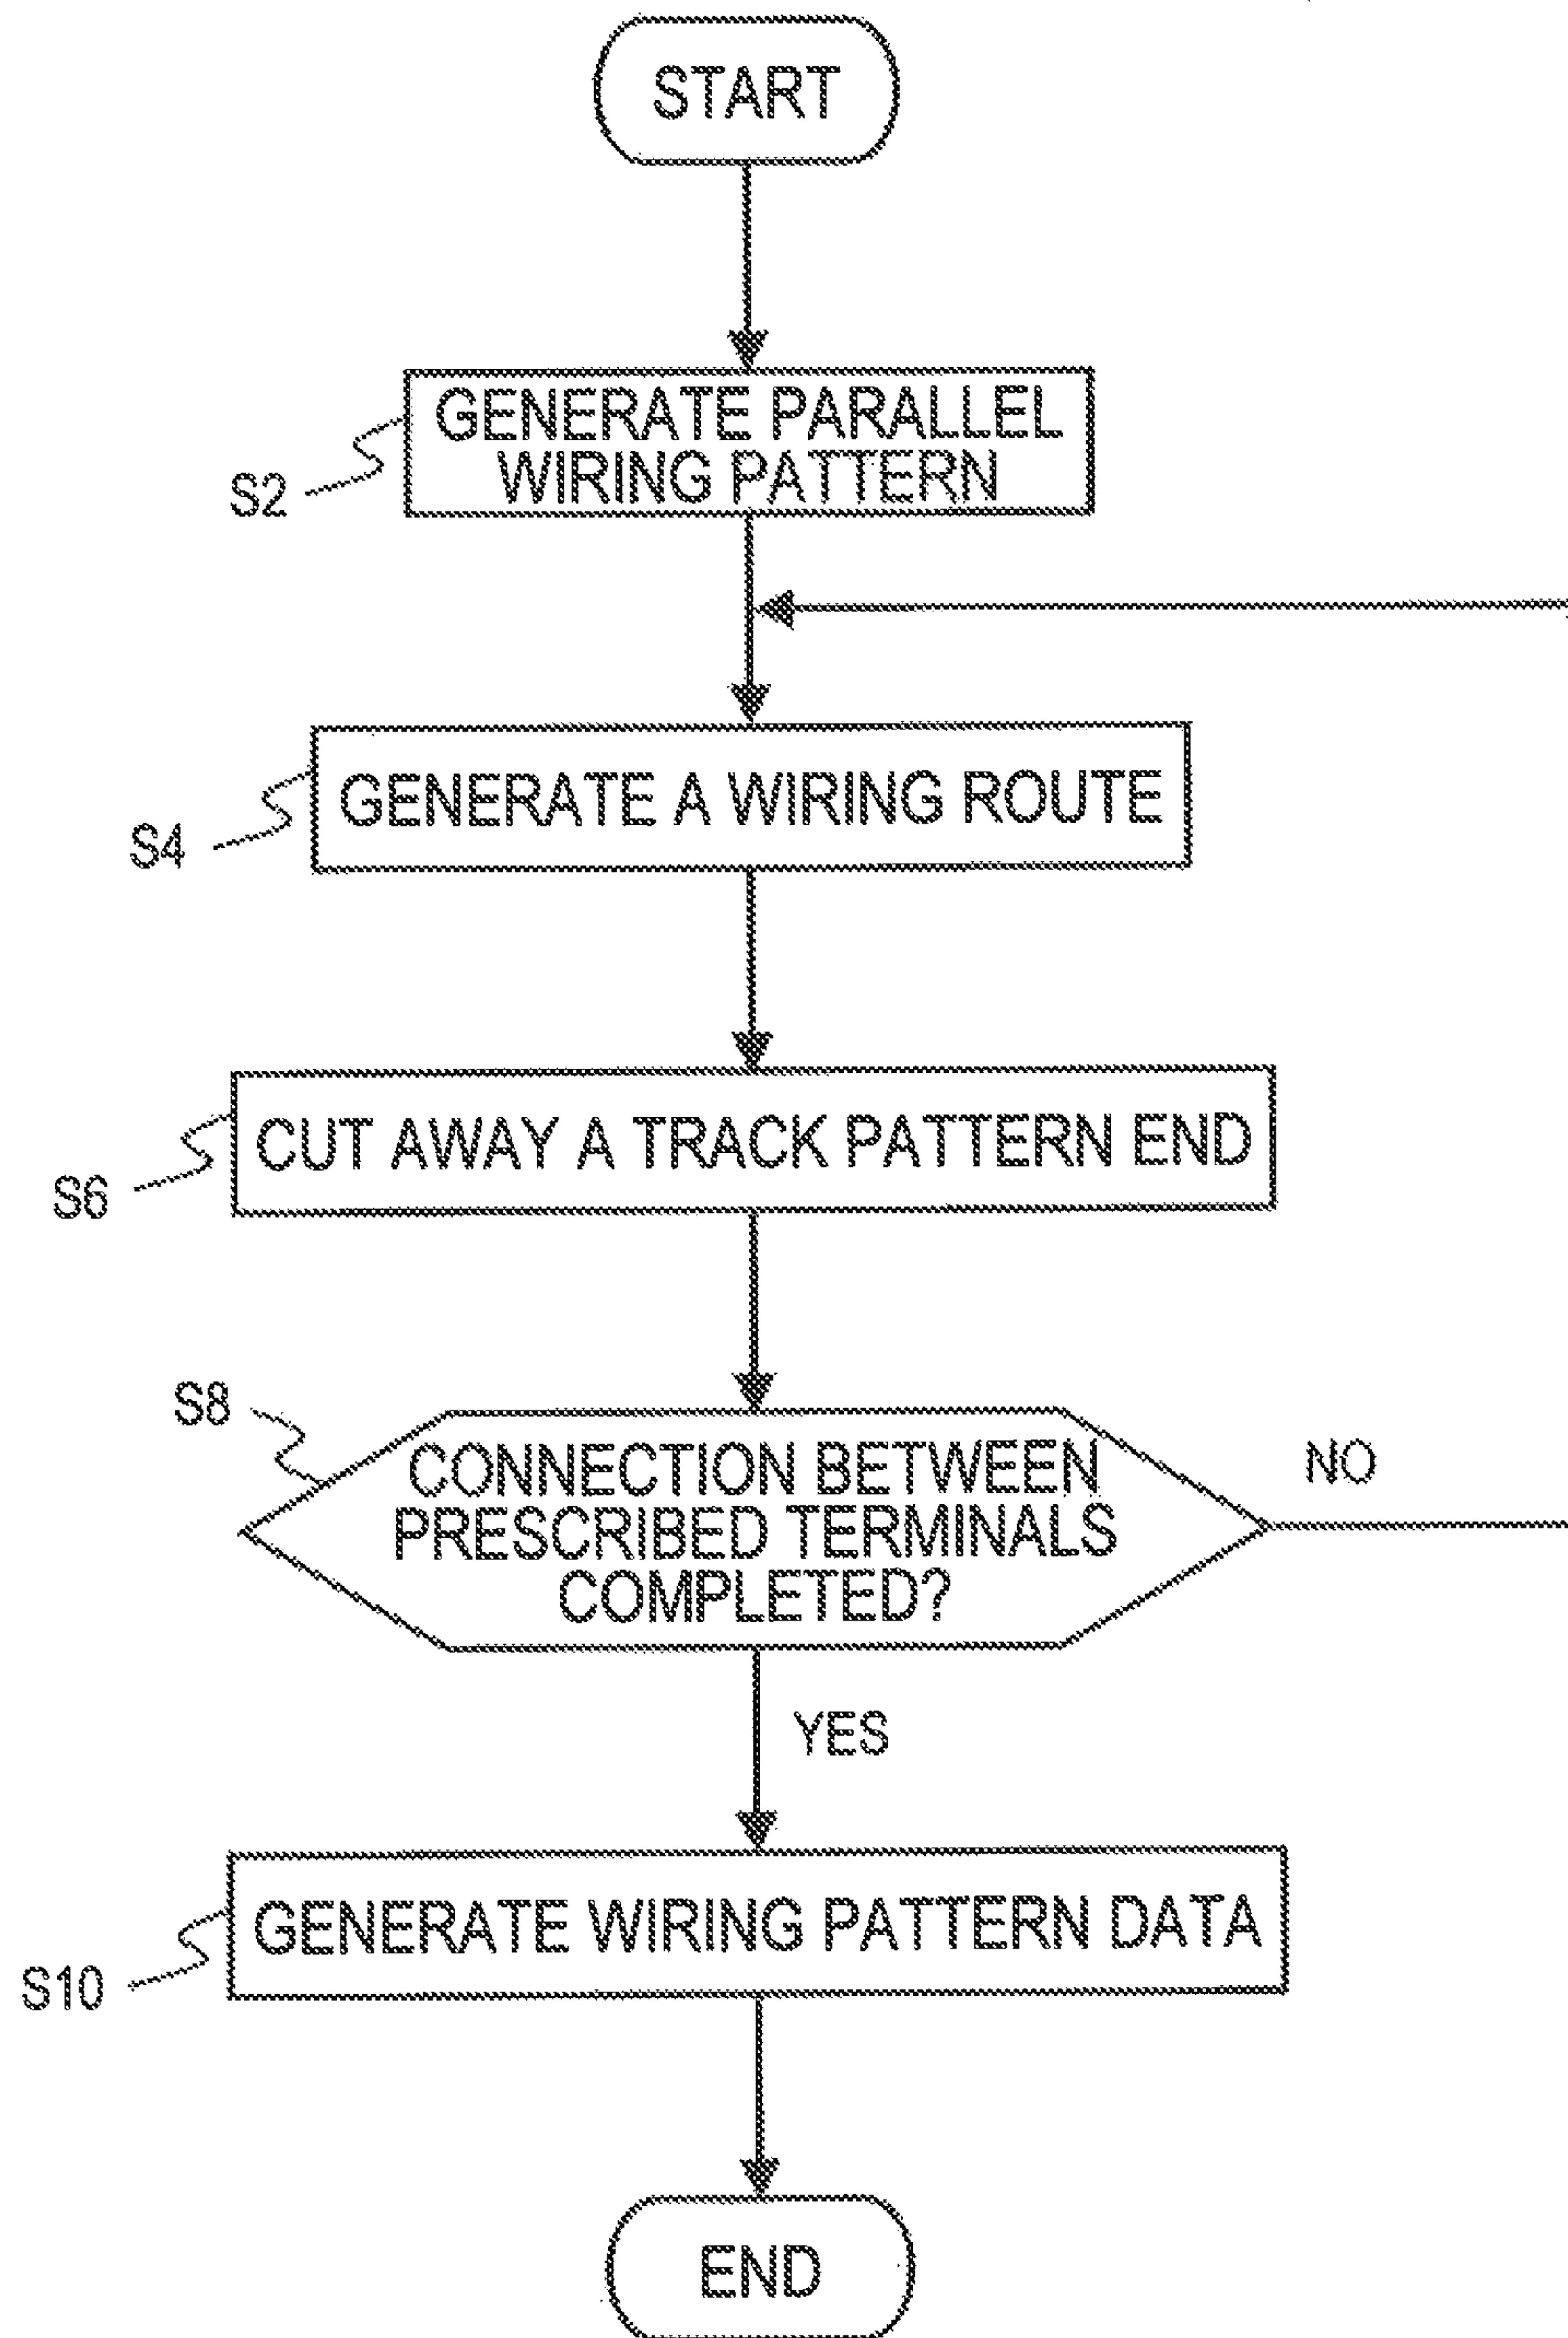 START
GENERATE PARALLEL
WIRING PATTERN
S2
GENERATE A WIRING ROUTE
S4
CUT AWAY A TRACK PATTERN END
S6
S8
CONNECTION BETWEEN
PRESCRIBED TERMINALS
COMPLETED?
NO
YES
GENERATE WIRING PATTERN DATA
S10
END